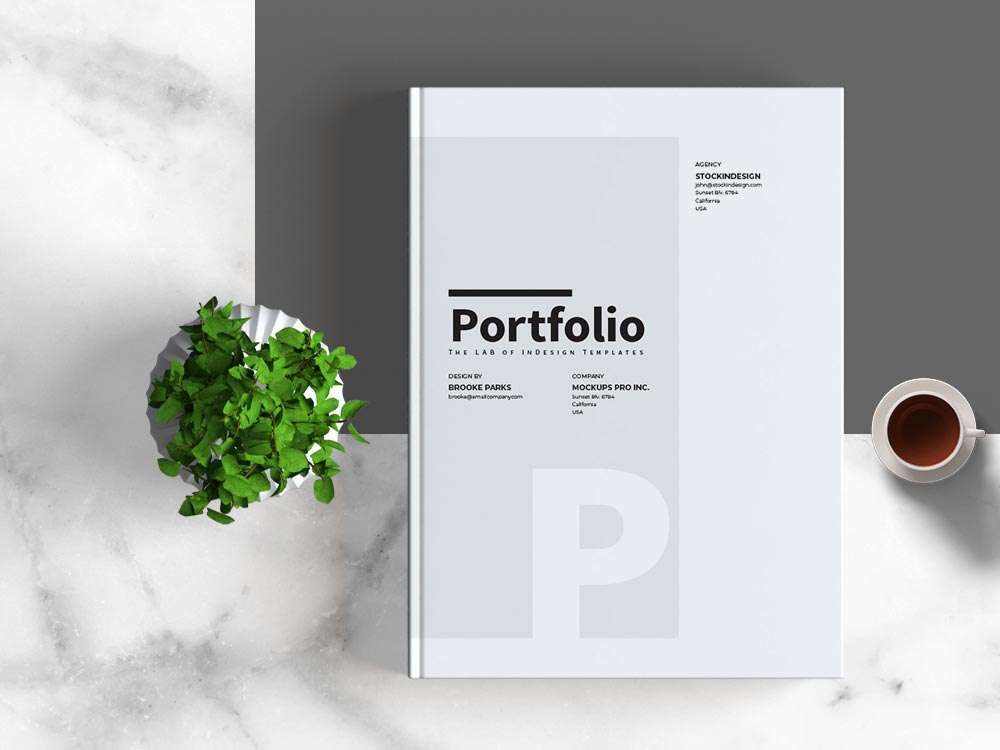 AGENCY
STOCKINDESIGN
john@stockindesign.com
Sunset Blv. 6784
California
USA
Portfolio
The LAB of InDesign Templates
DESIGN BY
BROOKE PARKS
brooke@emailcompany.com
COMPANY
MOCKUPS PRO INC.
Sunset Blv. 6784
California
USA
P